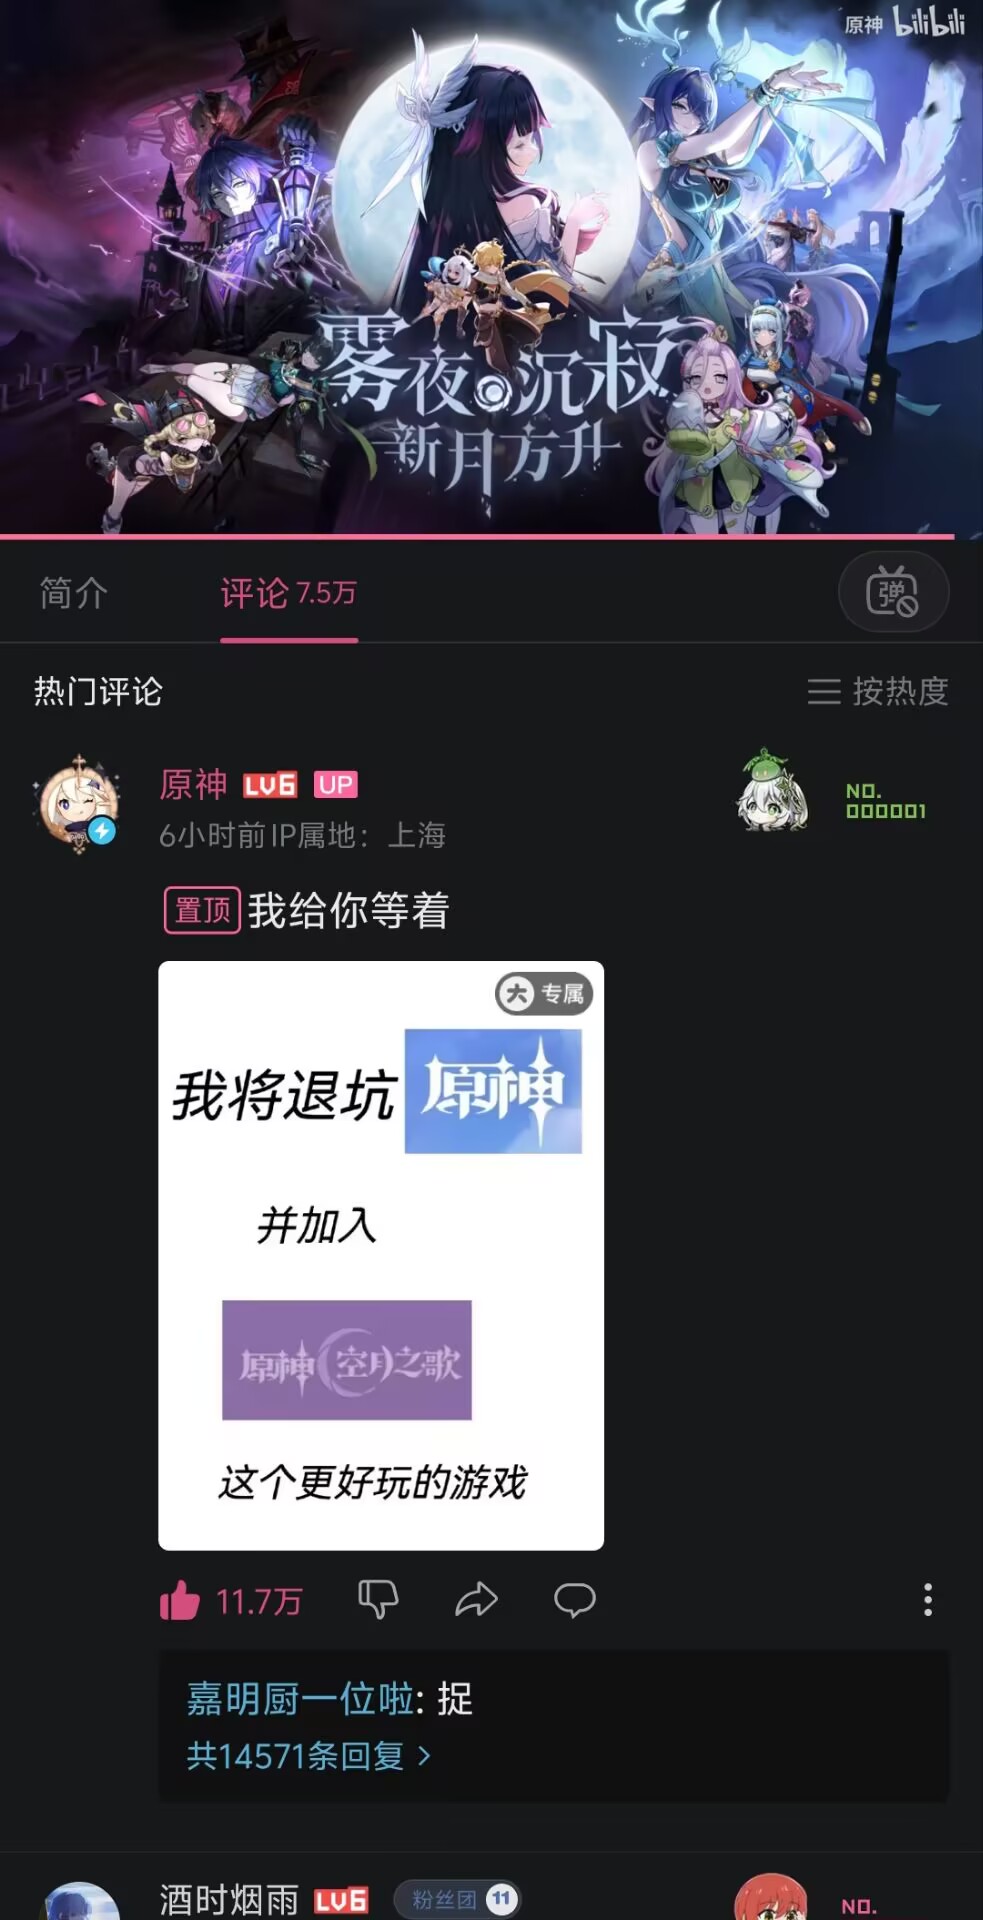 原神 bilibili
雾夜沉寂
新月方升
简介
评论 7.5万
弹
热门评论
按热度
原神 LV6 UP
NO.
000001
6小时前 IP属地：上海
置顶 我给你等着
大 专属
我将退坑 原神
并加入
原神 空月之歌
这个更好玩的游戏
11.7万
嘉明厨一位啦: 捉
共14571条回复 >
酒时烟雨 LV6 粉丝团 11
NO.